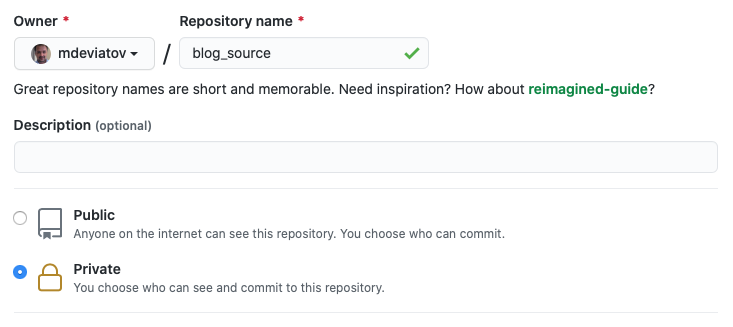 Owner * Repository name *
mdeviatov / blog_source
Great repository names are short and memorable. Need inspiration? How about reimagined-guide?
Description (optional)
Public
Anyone on the internet can see this repository. You choose who can commit.
Private
You choose who can see and commit to this repository.